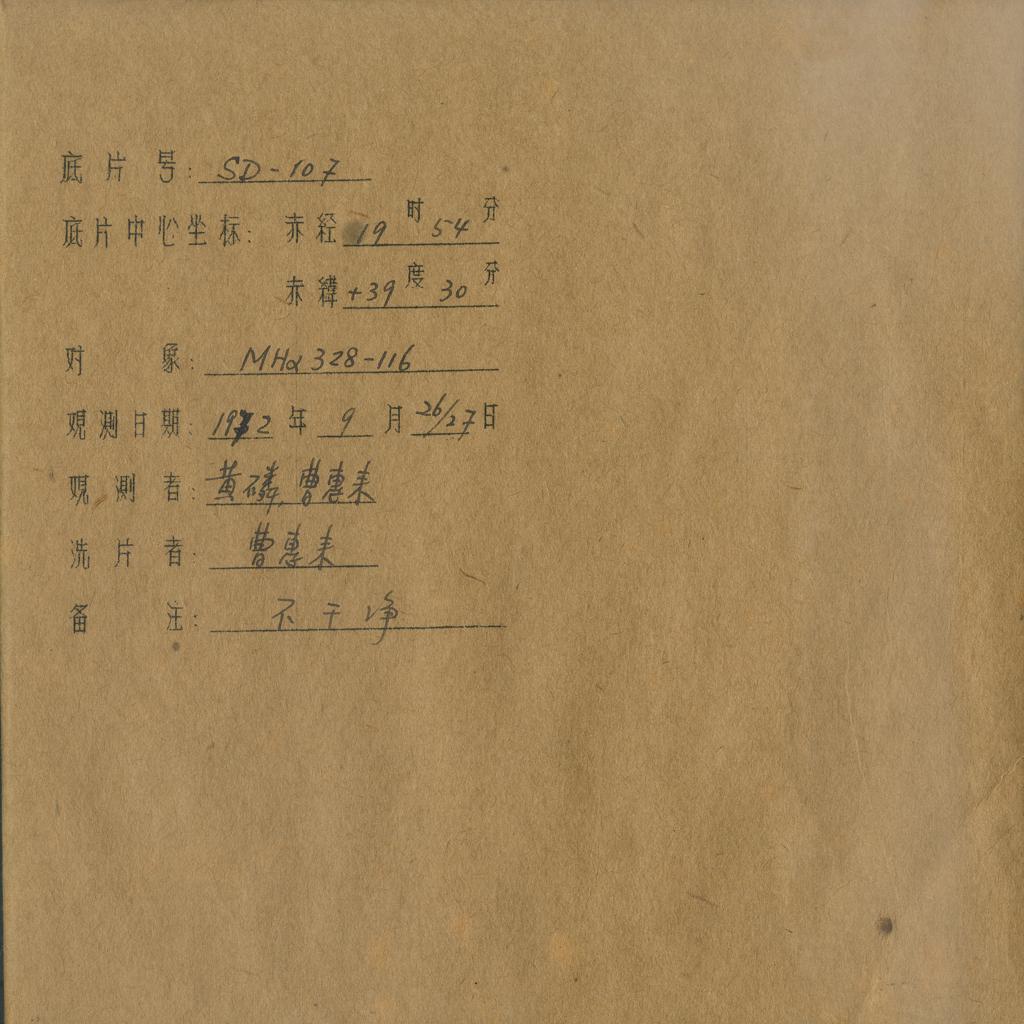 底片号: SD-107
底片中心坐标: 赤经 19 时 54 分
赤緯 +39 度 30 分
对象: MHα 328-116
观测日期: 1972 年 9 月 26/27 日
观测者: 黄磷, 曹惠来
洗片者: 曹惠来
备注: 不干净